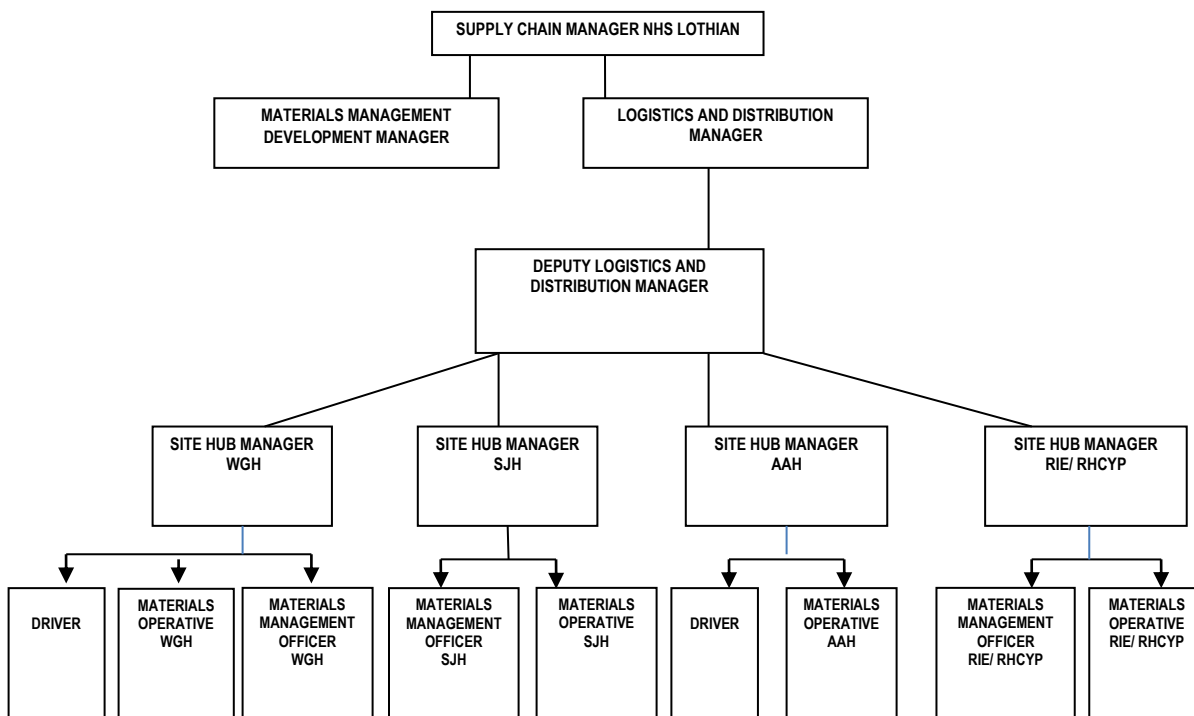 SUPPLY CHAIN MANAGER NHS LOTHIAN
MATERIALS MANAGEMENT
DEVELOPMENT MANAGER
LOGISTICS AND DISTRIBUTION
MANAGER
DEPUTY LOGISTICS AND
DISTRIBUTION MANAGER
SITE HUB MANAGER
WGH
SITE HUB MANAGER
SJH
SITE HUB MANAGER
AAH
SITE HUB MANAGER
RIE/ RHCYP
DRIVER
MATERIALS
OPERATIVE
WGH
MATERIALS
MANAGEMENT
OFFICER
WGH
MATERIALS
MANAGEMENT
OFFICER
SJH
MATERIALS
OPERATIVE
SJH
DRIVER
MATERIALS
OPERATIVE
AAH
MATERIALS
MANAGEMENT
OFFICER
RIE/ RHCYP
MATERIALS
OPERATIVE
RIE/ RHCYP